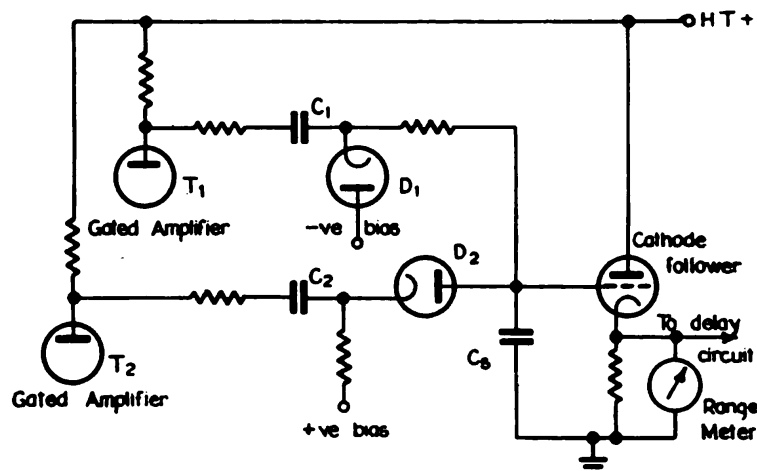 HT+
C1
T1
D1
Gated Amplifier
-ve bias
D2
Cathode
follower
C2
To delay
circuit
T2
C8
Gated Amplifier
Range
Meter
+ve bias